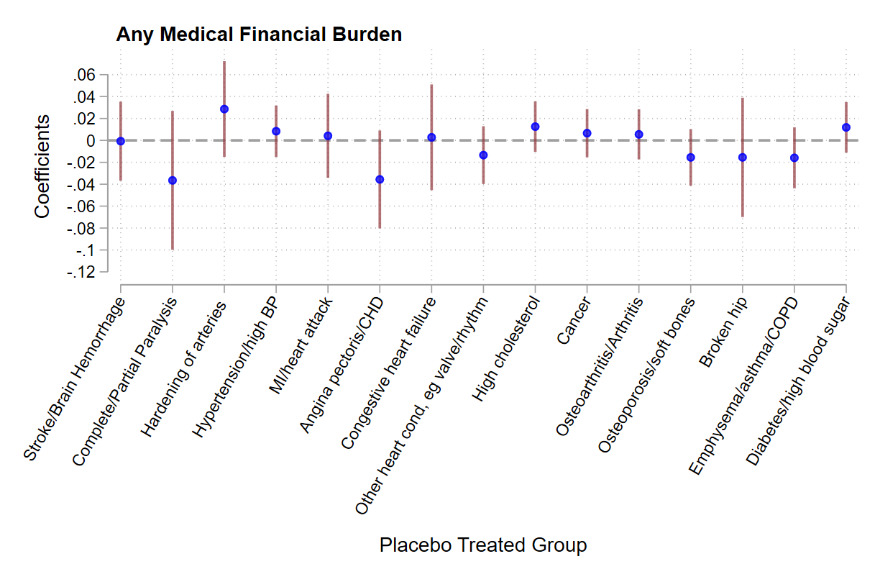 Any Medical Financial Burden
Coefficients
.06
.04
.02
0
-.02
-.04
-.06
-.08
-.1
-.12
Stroke/Brain Hemorrhage
Complete/Partial Paralysis
Hardening of arteries
Hypertension/high BP
MI/heart attack
Angina pectoris/CHD
Congestive heart failure
Other heart cond, eg valve/rhythm
High cholesterol
Cancer
Osteoarthritis/Arthritis
Osteoporosis/soft bones
Broken hip
Emphysema/asthma/COPD
Diabetes/high blood sugar
Placebo Treated Group